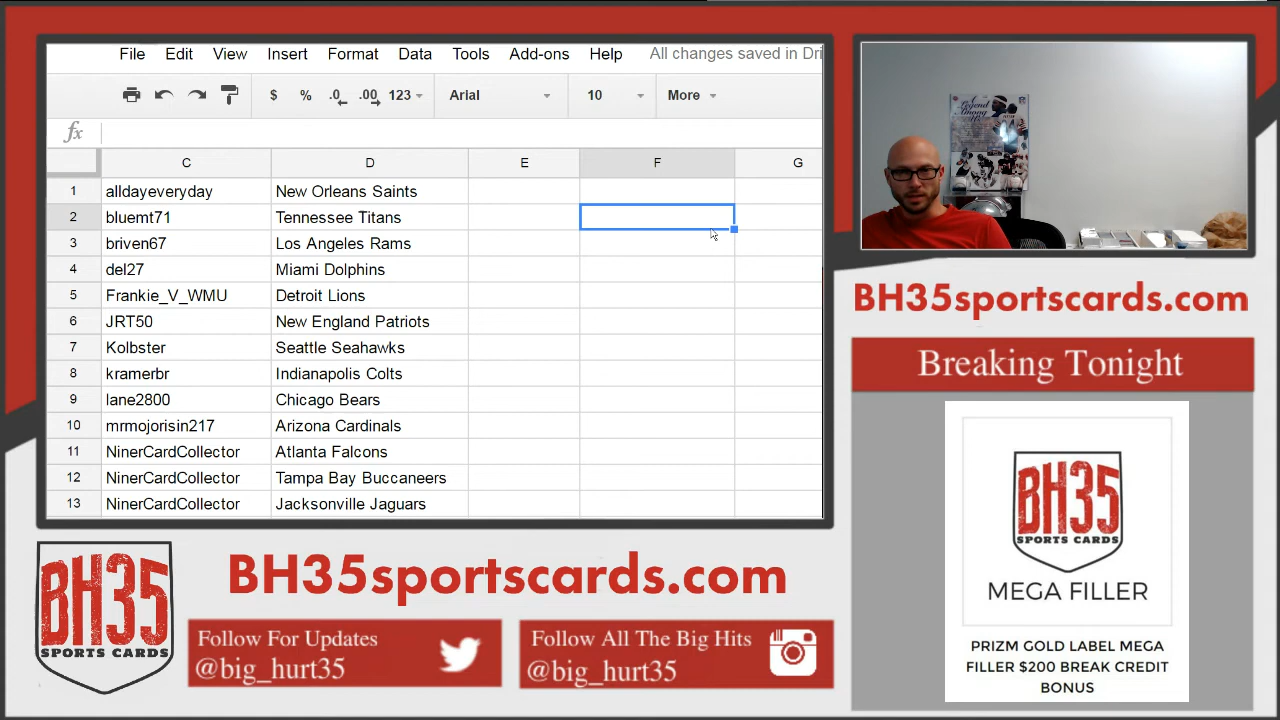 File Edit View Insert Format Data Tools Add-ons Help All changes saved in Dri
$ % .0 .00 123 Arial 10 More
fx
C D E F G
1 alldayeveryday New Orleans Saints
2 bluemt71 Tennessee Titans
3 briven67 Los Angeles Rams
4 del27 Miami Dolphins
5 Frankie_V_WMU Detroit Lions
6 JRT50 New England Patriots
7 Kolbster Seattle Seahawks
8 kramerbr Indianapolis Colts
9 lane2800 Chicago Bears
10 mrmojorisin217 Arizona Cardinals
11 NinerCardCollector Atlanta Falcons
12 NinerCardCollector Tampa Bay Buccaneers
13 NinerCardCollector Jacksonville Jaguars
Legend
BH35sportscards.com
Breaking Tonight
BH35
SPORTS CARDS
MEGA FILLER
PRIZM GOLD LABEL MEGA
FILLER $200 BREAK CREDIT
BONUS
BH35
SPORTS CARDS
BH35sportscards.com
Follow For Updates
@big_hurt35
Follow All The Big Hits
@big_hurt35